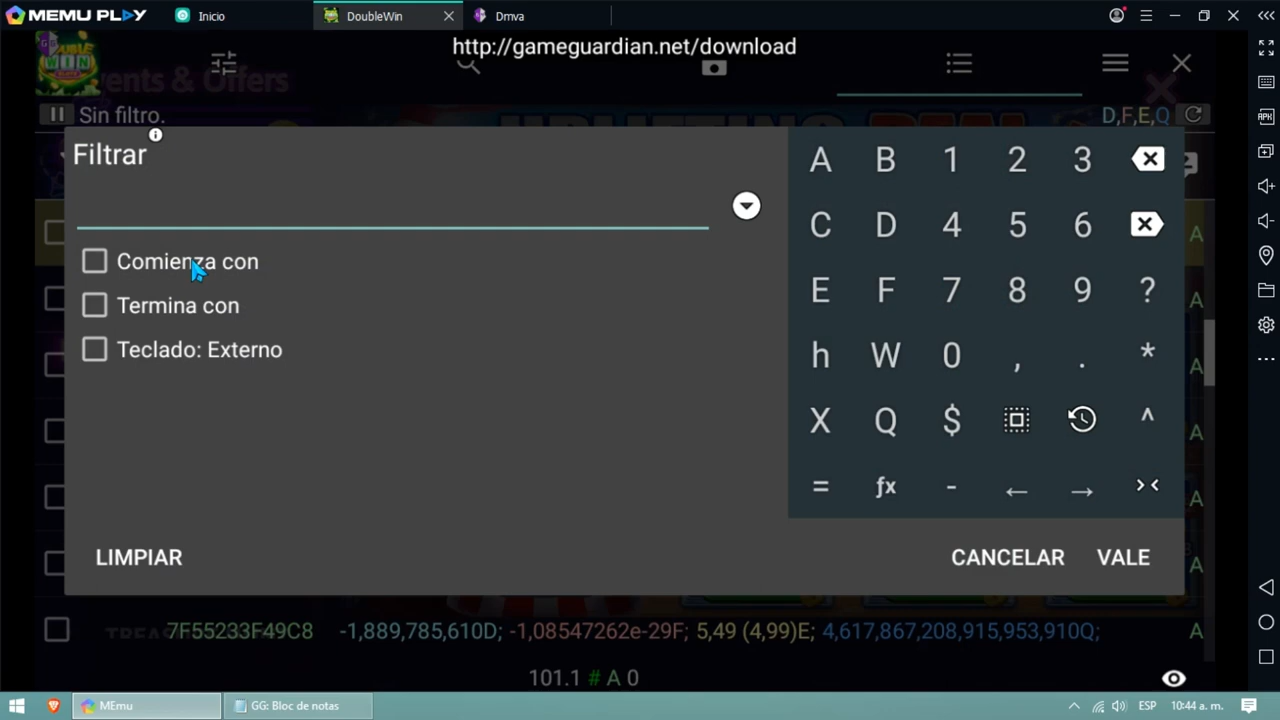 MEMU PLAY
Inicio
DoubleWin
Dmva
http://gameguardian.net/download
ents & Offers
Sin filtro.
D,F,E,Q
Filtrar
Comienza con
Termina con
Teclado: Externo
A B 1 2 3
C D 4 5 6
E F 7 8 9 ?
h W 0 , . *
X Q $ ^
= ƒx - ← → ><
LIMPIAR
CANCELAR
VALE
A
A
A
A
A
A
7F55233F49C8 -1,889,785,610D; -1,08547262e-29F; 5,49 (4,99)E; 4,617,867,208,915,953,910Q; A
101.1 # A 0
MEmu
GG: Bloc de notas
ESP
10:44 a. m.